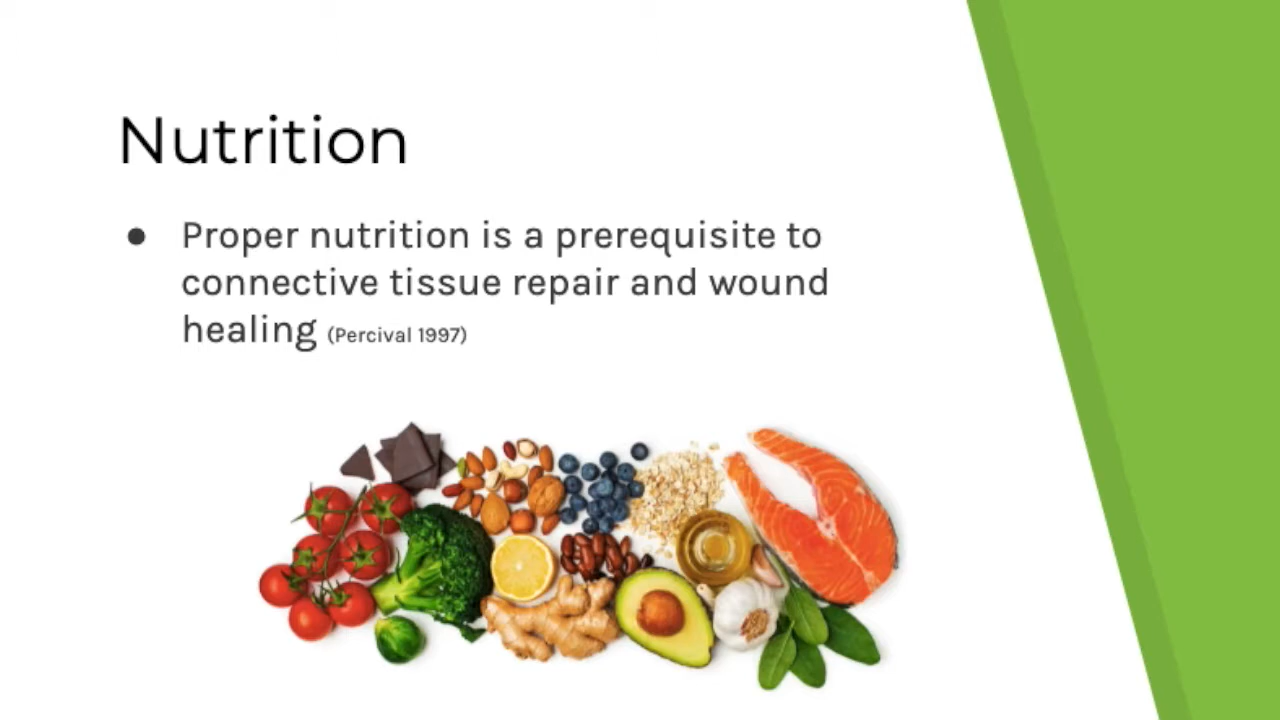 Nutrition
● Proper nutrition is a prerequisite to
connective tissue repair and wound
healing (Percival 1997)